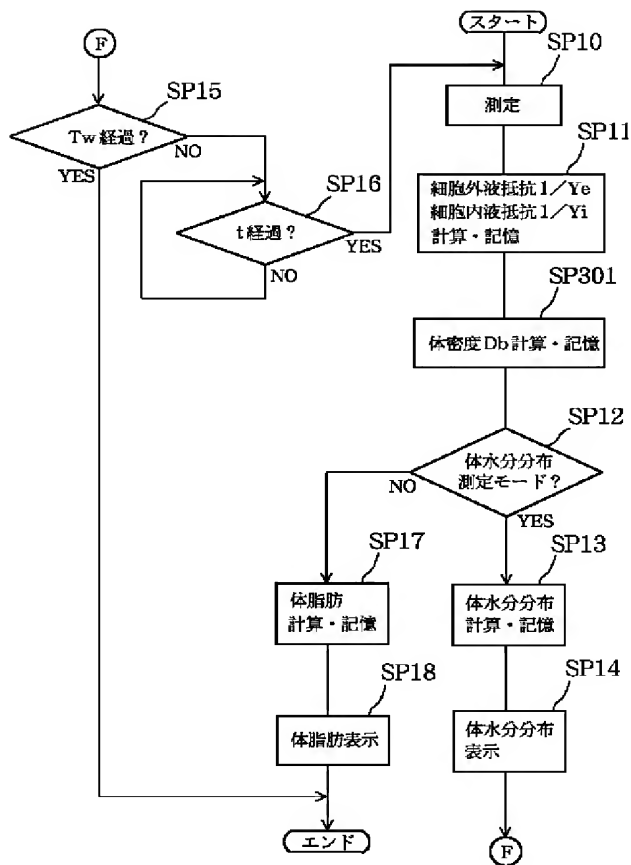 F
SP15
Tw経過?
NO
YES
SP16
t経過?
YES
NO
スタート
SP10
測定
SP11
細胞外液抵抗1/Ye
細胞内液抵抗1/Yi
計算・記憶
SP301
体密度Db計算・記憶
SP12
体水分分布
測定モード?
NO
YES
SP17
体脂肪
計算・記憶
SP13
体水分分布
計算・記憶
SP18
体脂肪表示
SP14
体水分分布
表示
エンド
F